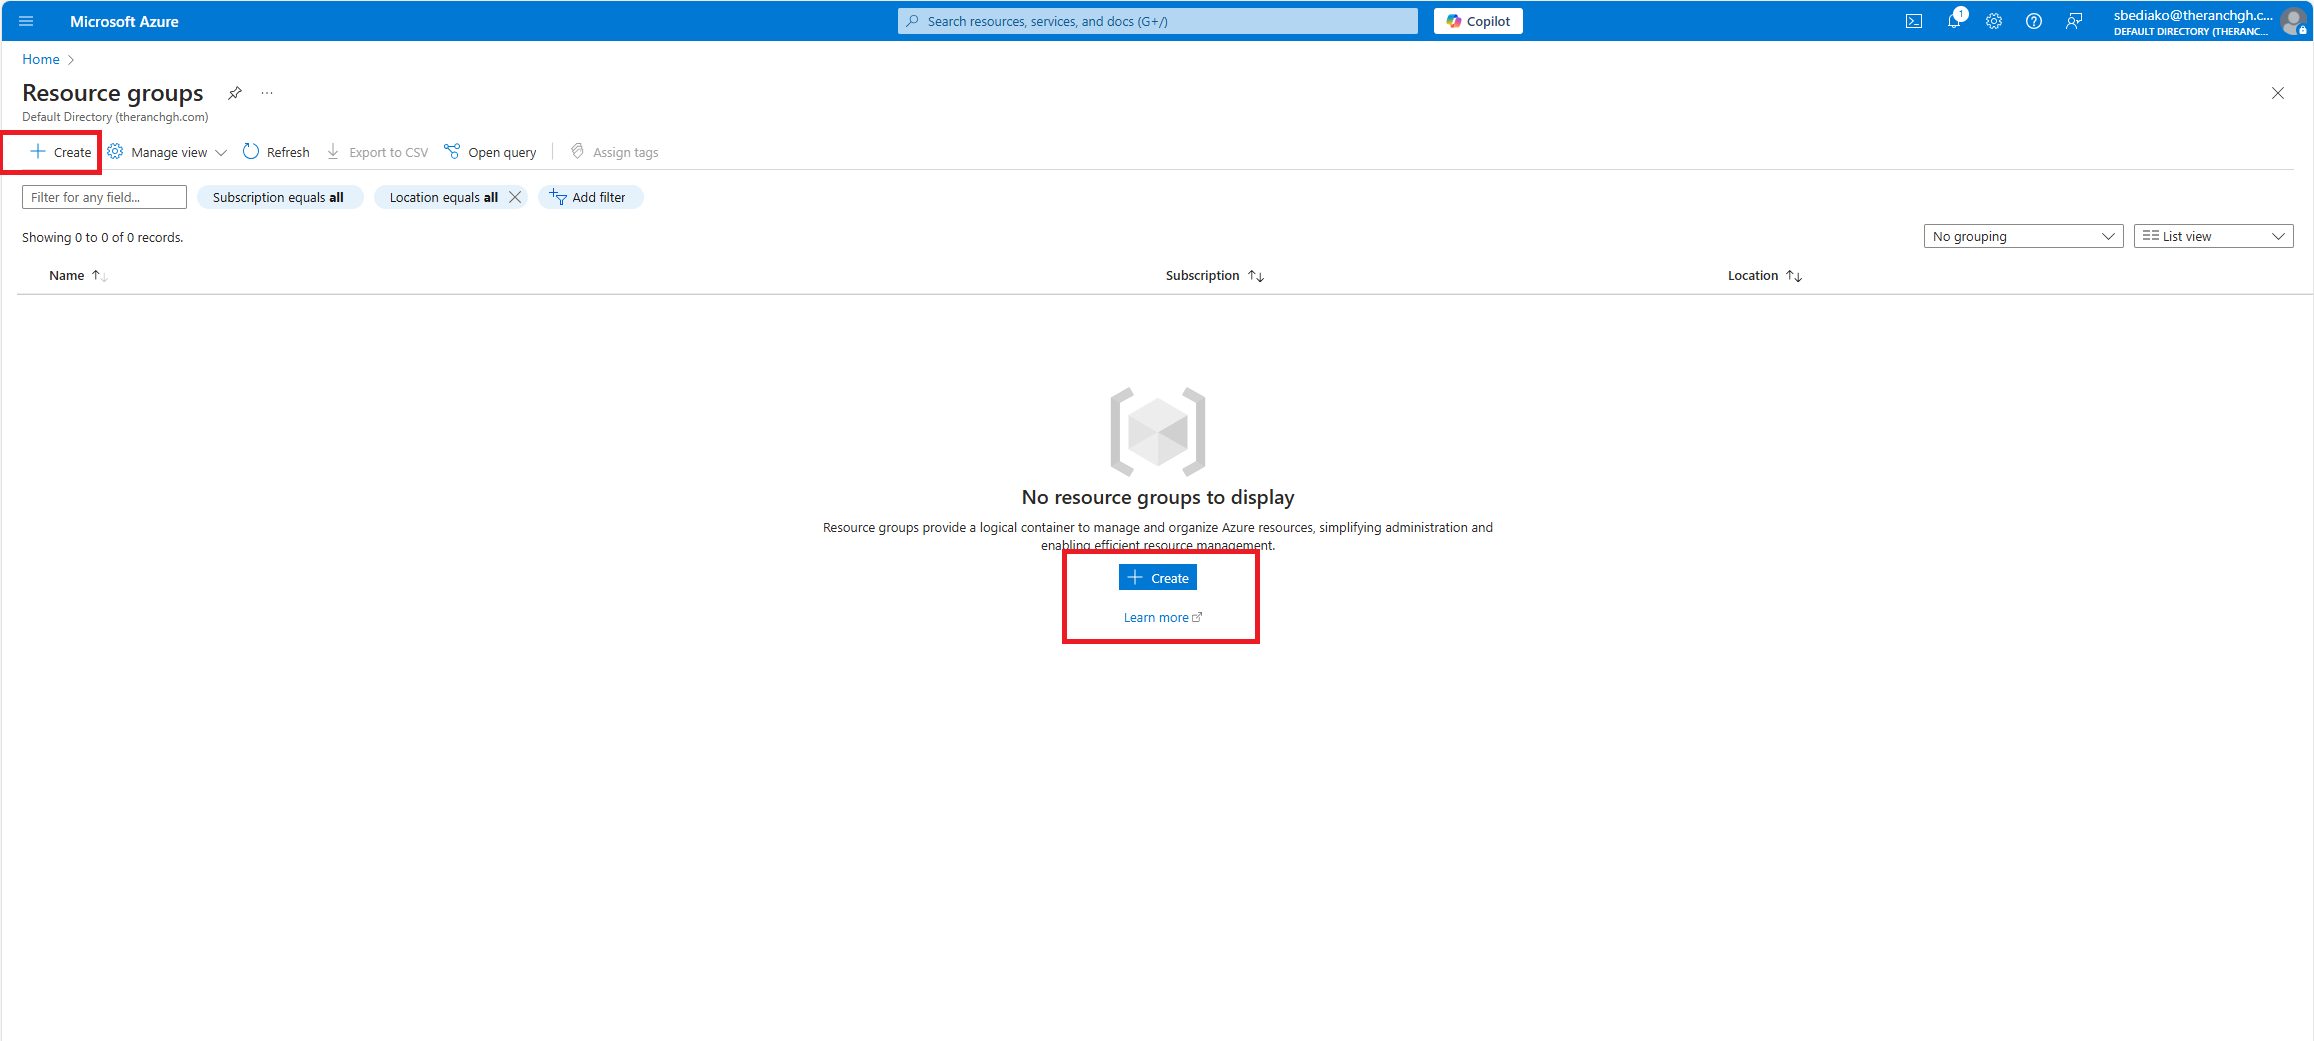 Microsoft Azure
Search resources, services, and docs (G+/)
Copilot
1
sbediako@theranchgh.c...
DEFAULT DIRECTORY (THERANC...
Home
Resource groups
...
Default Directory (theranchgh.com)
Create
Manage view
Refresh
Export to CSV
Open query
Assign tags
Filter for any field...
Subscription equals all
Location equals all
Add filter
Showing 0 to 0 of 0 records.
No grouping
List view
Name
Subscription
Location
No resource groups to display
Resource groups provide a logical container to manage and organize Azure resources, simplifying administration and
enabling efficient resource management.
Create
Learn more